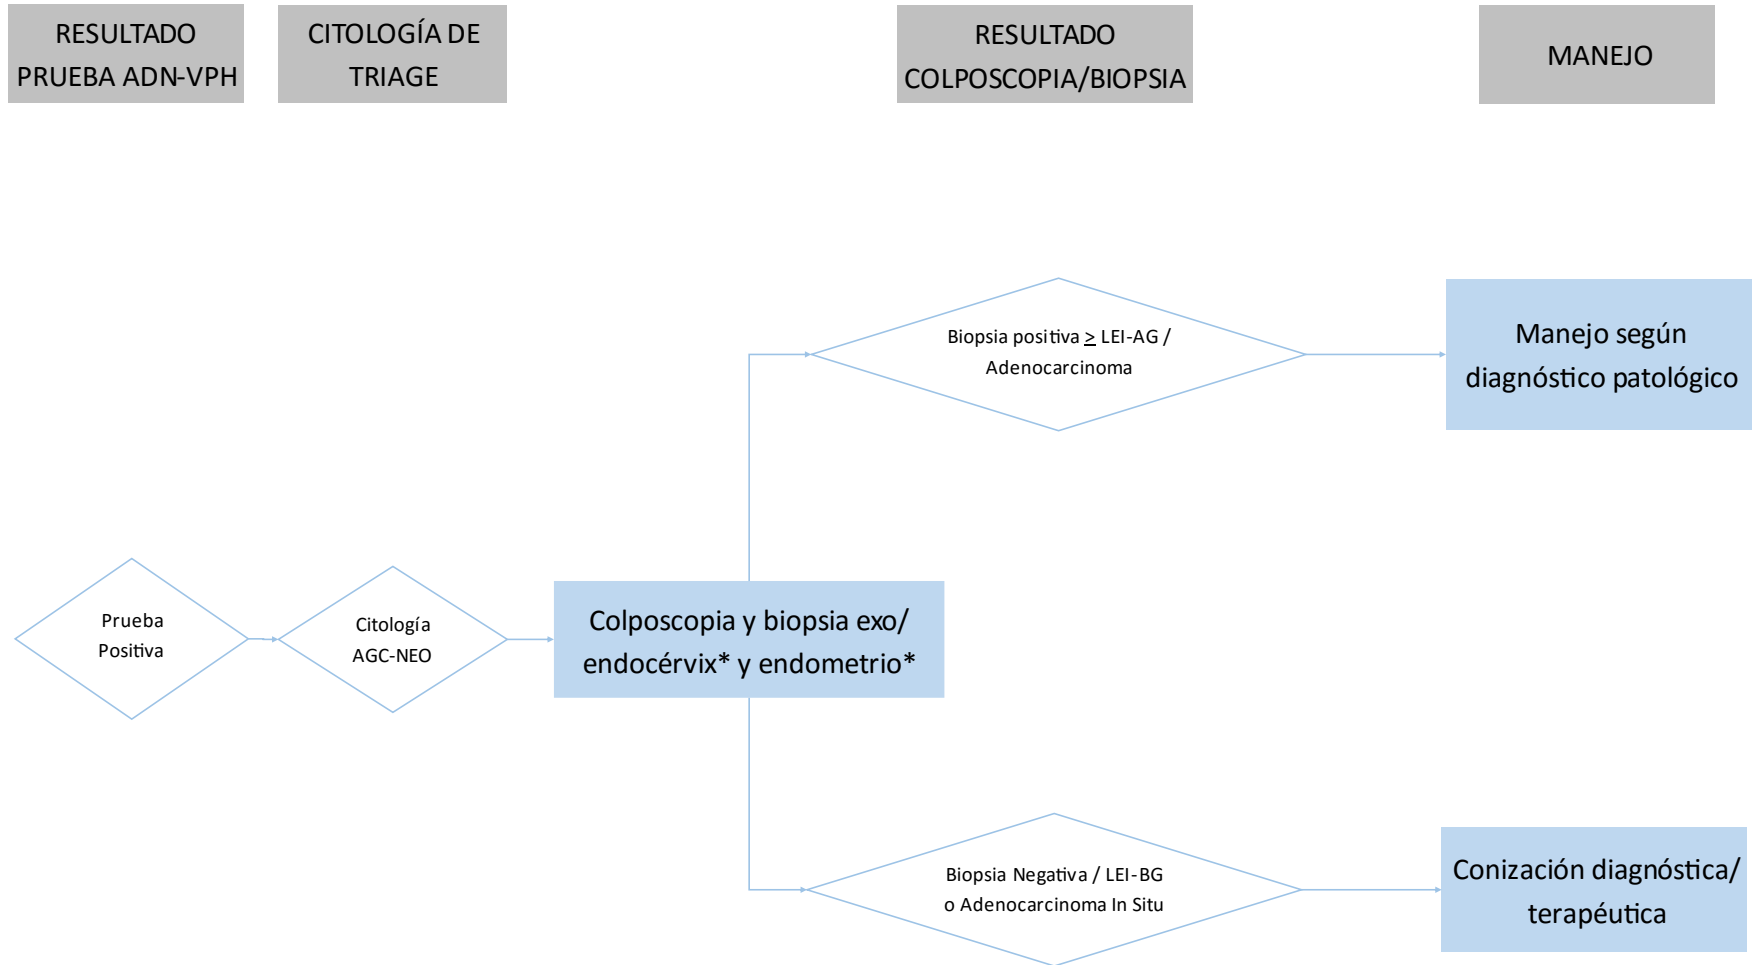 RESULTADO
PRUEBA ADN-VPH
CITOLOGÍA DE
TRIAGE
RESULTADO
COLPOSCOPIA/BIOPSIA
MANEJO
Biopsia positiva ≥ LEI-AG /
Adenocarcinoma
Manejo según
diagnóstico patológico
Prueba
Positiva
Citología
AGC-NEO
Colposcopia y biopsia exo/
endocérvix* y endometrio*
Biopsia Negativa / LEI-BG
o Adenocarcinoma In Situ
Conización diagnóstica/
terapéutica